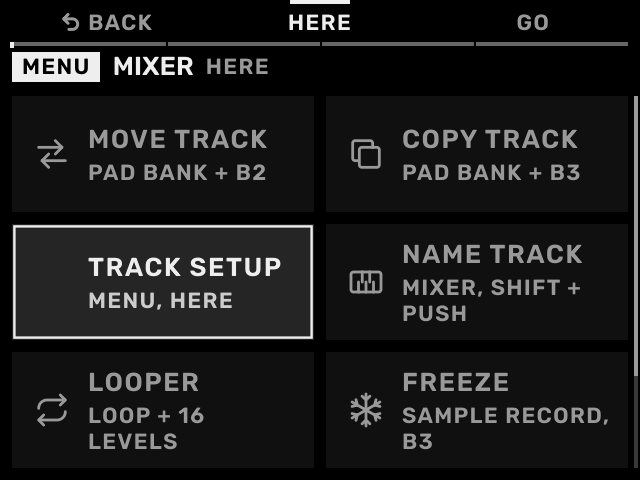 BACK
HERE
GO
MENU MIXER HERE
MOVE TRACK
PAD BANK + B2
COPY TRACK
PAD BANK + B3
TRACK SETUP
MENU, HERE
NAME TRACK
MIXER, SHIFT +
PUSH
LOOPER
LOOP + 16
LEVELS
FREEZE
SAMPLE RECORD,
B3